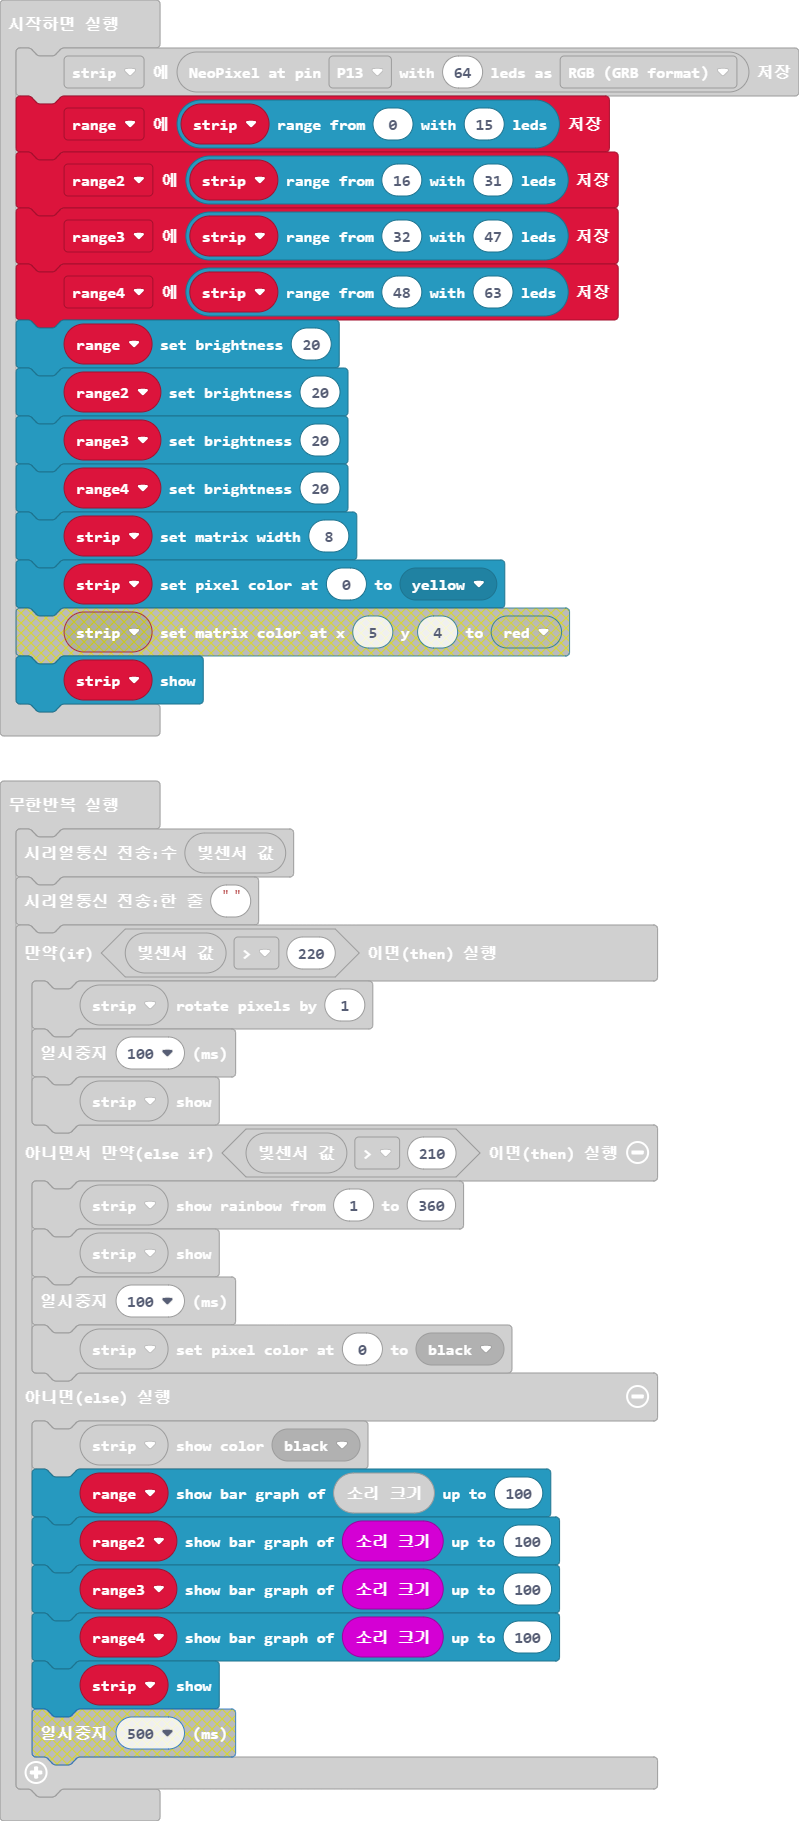 시작하면 실행
strip 에 NeoPixel at pin P13 with 64 leds as RGB (GRB format) 저장
range 에 strip range from 0 with 15 leds 저장
range2 에 strip range from 16 with 31 leds 저장
range3 에 strip range from 32 with 47 leds 저장
range4 에 strip range from 48 with 63 leds 저장
range set brightness 20
range2 set brightness 20
range3 set brightness 20
range4 set brightness 20
strip set matrix width 8
strip set pixel color at 0 to yellow
strip set matrix color at x 5 y 4 to red
strip show
무한반복 실행
시리얼통신 전송:수 빛센서 값
시리얼통신 전송:한 줄 " "
만약(if) 빛센서 값 > 220 이면(then) 실행
strip rotate pixels by 1
일시중지 100 (ms)
strip show
아니면서 만약(else if) 빛센서 값 > 210 이면(then) 실행
strip show rainbow from 1 to 360
strip show
일시중지 100 (ms)
strip set pixel color at 0 to black
아니면(else) 실행
strip show color black
range show bar graph of 소리 크기 up to 100
range2 show bar graph of 소리 크기 up to 100
range3 show bar graph of 소리 크기 up to 100
range4 show bar graph of 소리 크기 up to 100
strip show
일시중지 500 (ms)